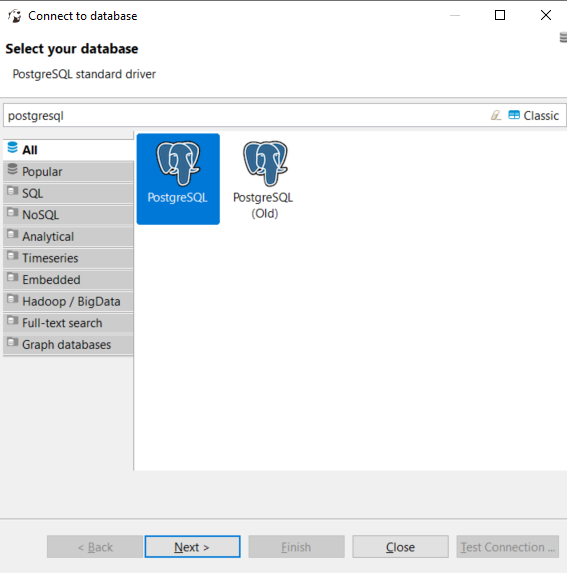 Connect to database
Select your database
PostgreSQL standard driver
postgresql
Classic
All
Popular
SQL
NoSQL
Analytical
Timeseries
Embedded
Hadoop / BigData
Full-text search
Graph databases
PostgreSQL
PostgreSQL
(Old)
< Back
Next >
Finish
Close
Test Connection ...